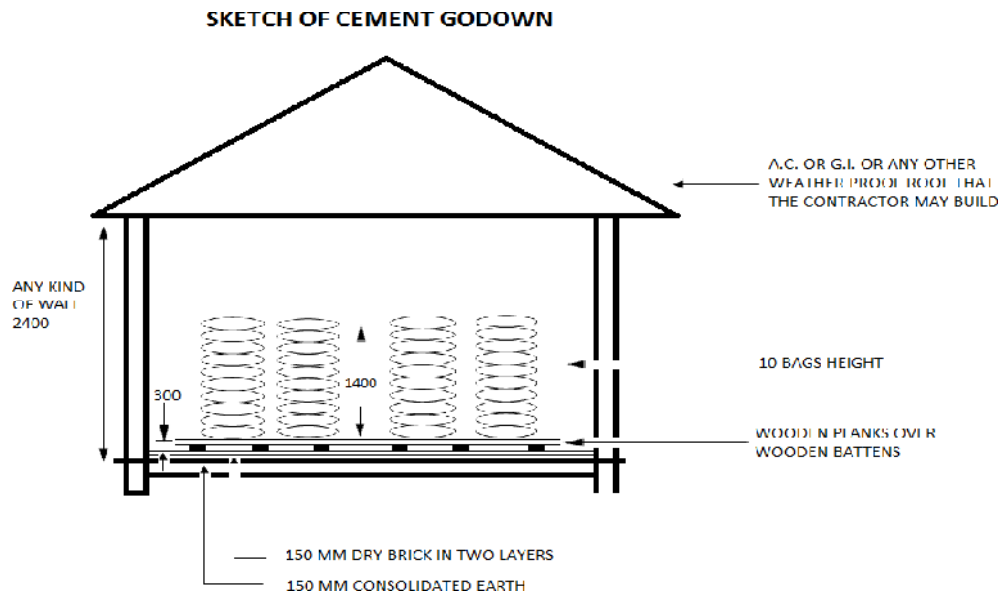 SKETCH OF CEMENT GODOWN
A.C. OR G.I. OR ANY OTHER
WEATHER PROOF ROOF THAT
THE CONTRACTOR MAY BUILD
ANY KIND
OF WALL
2400
10 BAGS HEIGHT
1400
300
WOODEN PLANKS OVER
WOODEN BATTENS
150 MM DRY BRICK IN TWO LAYERS
150 MM CONSOLIDATED EARTH